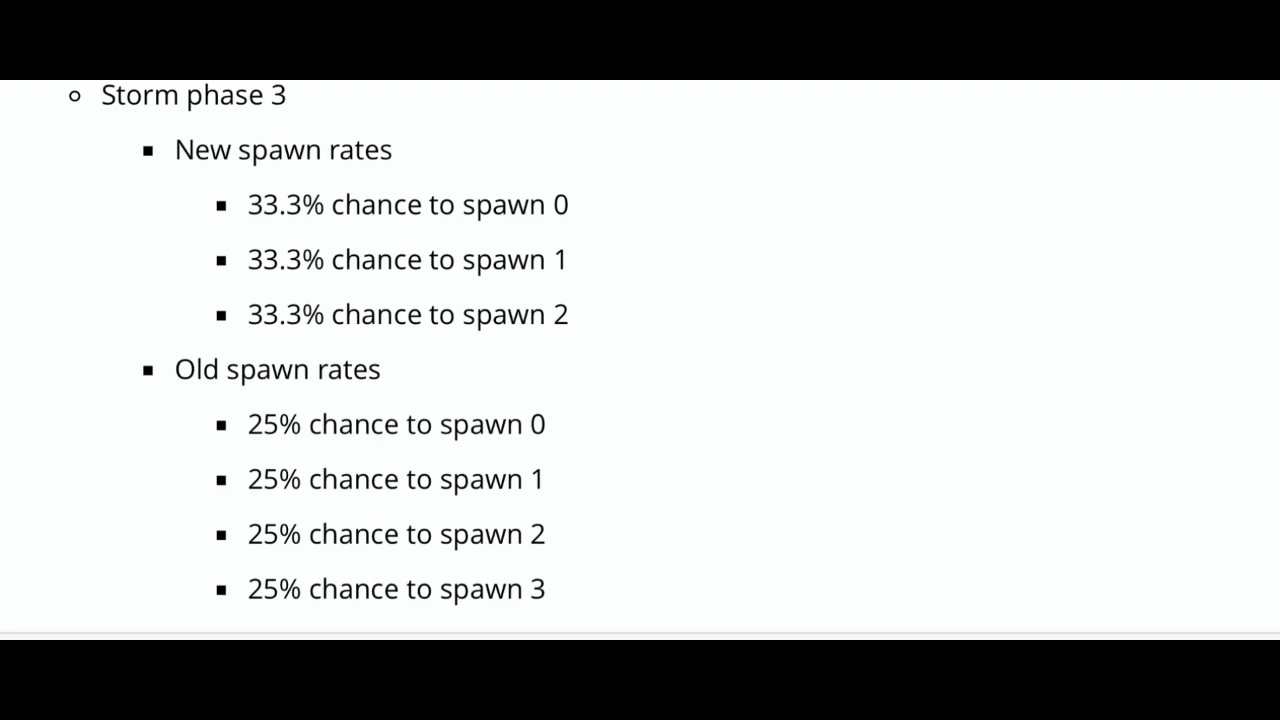 Storm phase 3
New spawn rates
33.3% chance to spawn 0
33.3% chance to spawn 1
33.3% chance to spawn 2
Old spawn rates
25% chance to spawn 0
25% chance to spawn 1
25% chance to spawn 2
25% chance to spawn 3